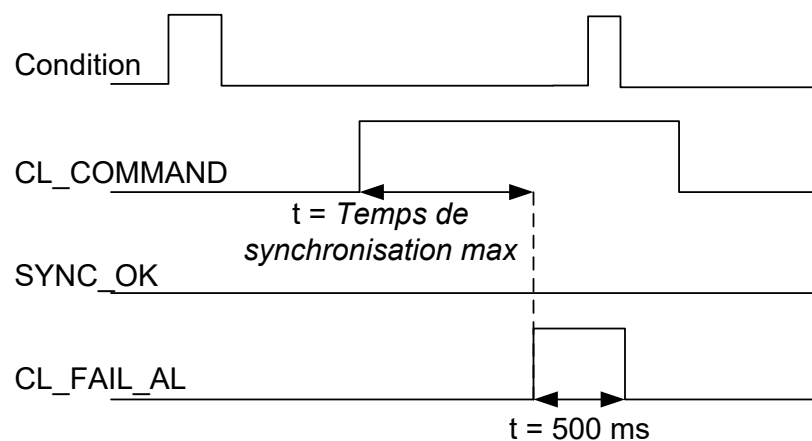 Condition
CL_COMMAND
t = Temps de
synchronisation max
SYNC_OK
CL_FAIL_AL
t = 500 ms